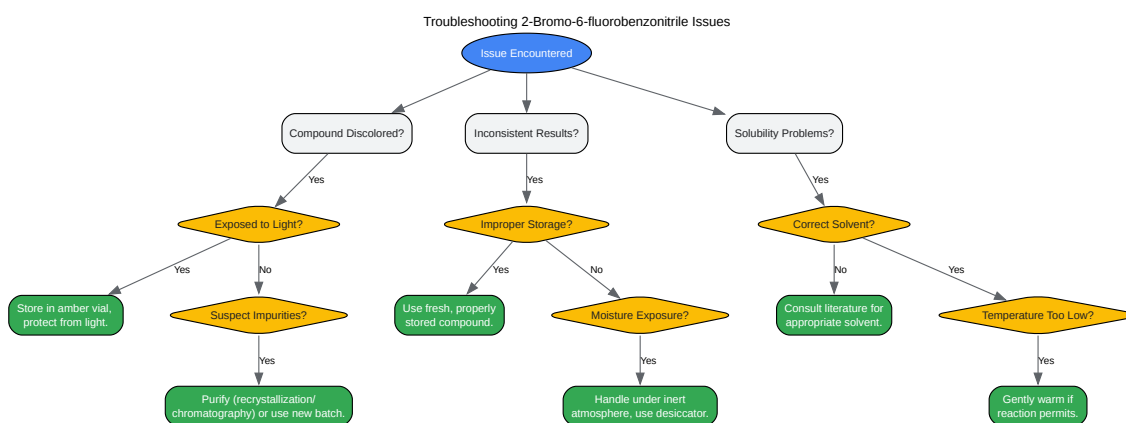 Troubleshooting 2-Bromo-6-fluorobenzonitrile Issues
Issue Encountered
Compound Discolored?
Inconsistent Results?
Solubility Problems?
Yes
Yes
Yes
Exposed to Light?
Improper Storage?
Correct Solvent?
Yes
No
Yes
No
No
Yes
Store in amber vial,
protect from light.
Suspect Impurities?
Use fresh, properly
stored compound.
Moisture Exposure?
Consult literature for
appropriate solvent.
Temperature Too Low?
Yes
Yes
Yes
Purify (recrystallization/
chromatography) or use new batch.
Handle under inert
atmosphere, use desiccator.
Gently warm if
reaction permits.